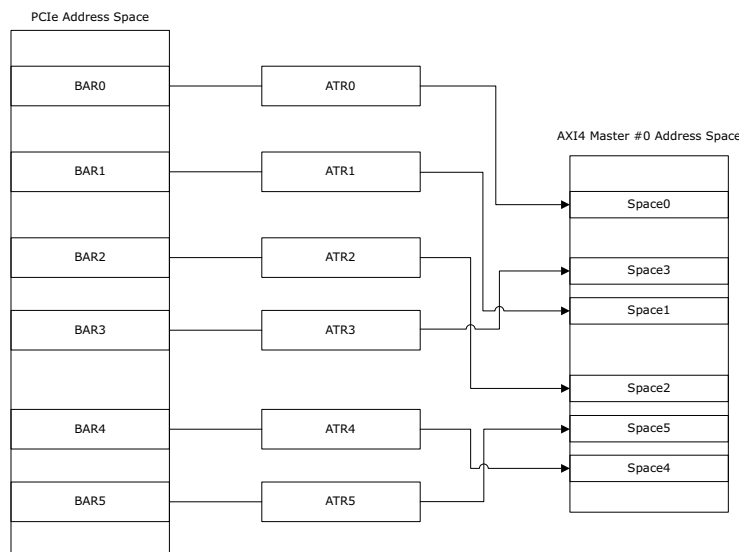 PCIe Address Space
BAR0
ATR0
AXI4 Master #0 Address Space
BAR1
ATR1
Space0
BAR2
ATR2
Space3
Space1
BAR3
ATR3
Space2
BAR4
ATR4
Space5
Space4
BAR5
ATR5